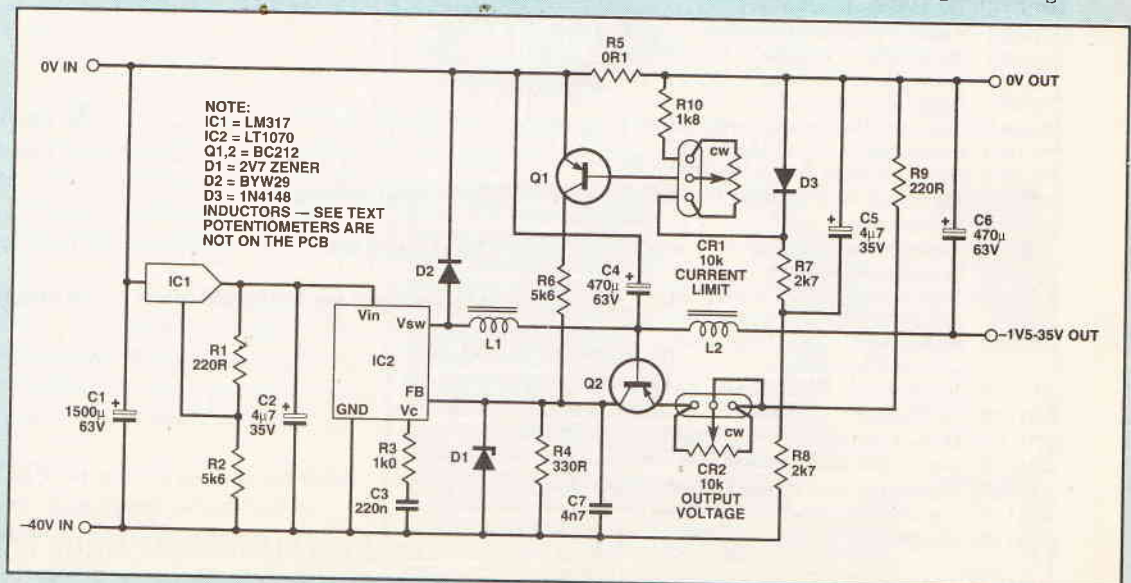 0V IN
R5
0R1
0V OUT
NOTE:
IC1 = LM317
IC2 = LT1070
Q1,2 = BC212
D1 = 2V7 ZENER
D2 = BYW29
D3 = 1N4148
INDUCTORS — SEE TEXT
POTENTIOMETERS ARE
NOT ON THE PCB
R10
1k8
cw
Q1
D3
R9
220R
C5
4µ7
35V
C6
470µ
63V
CR1
10k
CURRENT
LIMIT
R7
2k7
IC1
D2
R6
5k6
C4
470µ
63V
Vin
Vsw
L1
L2
–1V5-35V OUT
R1
220R
IC2
FB
GND
Vc
Q2
cw
C1
1500µ
63V
C2
4µ7
35V
R2
5k6
R3
1k0
C3
220n
D1
R4
330R
C7
4n7
CR2
10k
OUTPUT
VOLTAGE
R8
2k7
–40V IN
+
+
+
+
+